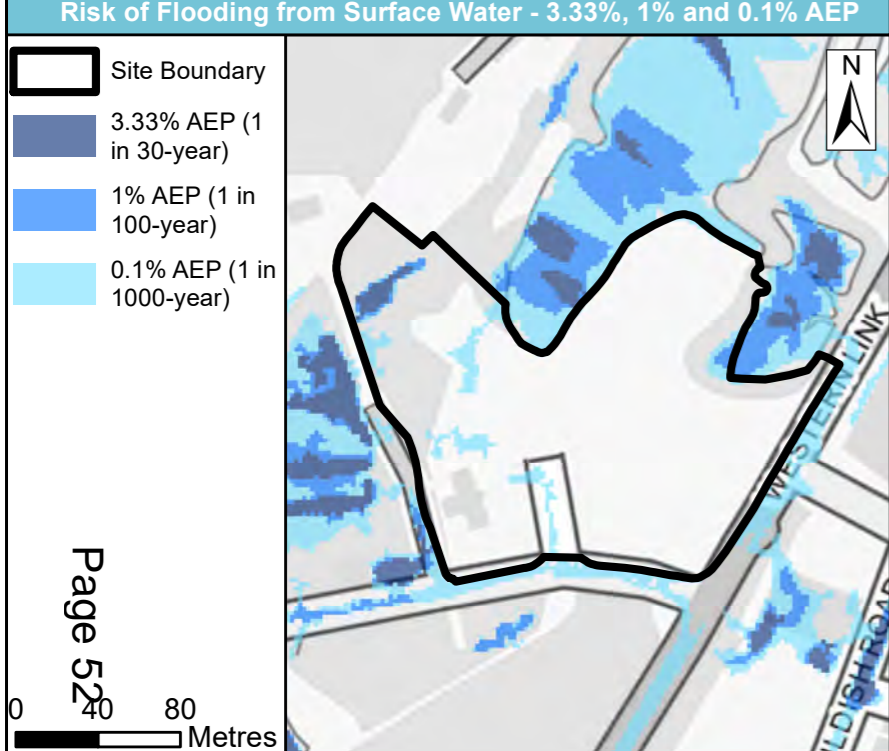 Risk of Flooding from Surface Water - 3.33%, 1% and 0.1% AEP
Site Boundary
3.33% AEP (1
in 30-year)
1% AEP (1 in
100-year)
0.1% AEP (1 in
1000-year)
Page 52
0 40 80
Metres
N
WESTERN LINK
LDISH ROA